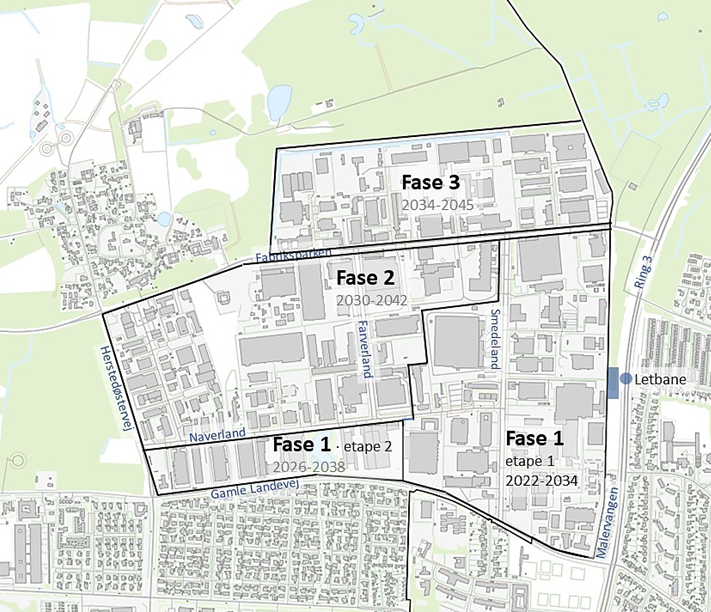 Fase 3
2034-2045
Fabriksparken
Ring 3
Fase 2
2030-2042
Farverland
Smedeland
Herstedøstervej
Letbane
Naverland
Fase 1 · etape 2
2026-2038
Fase 1
etape 1
2022-2034
Gamle Landevej
Malervangen